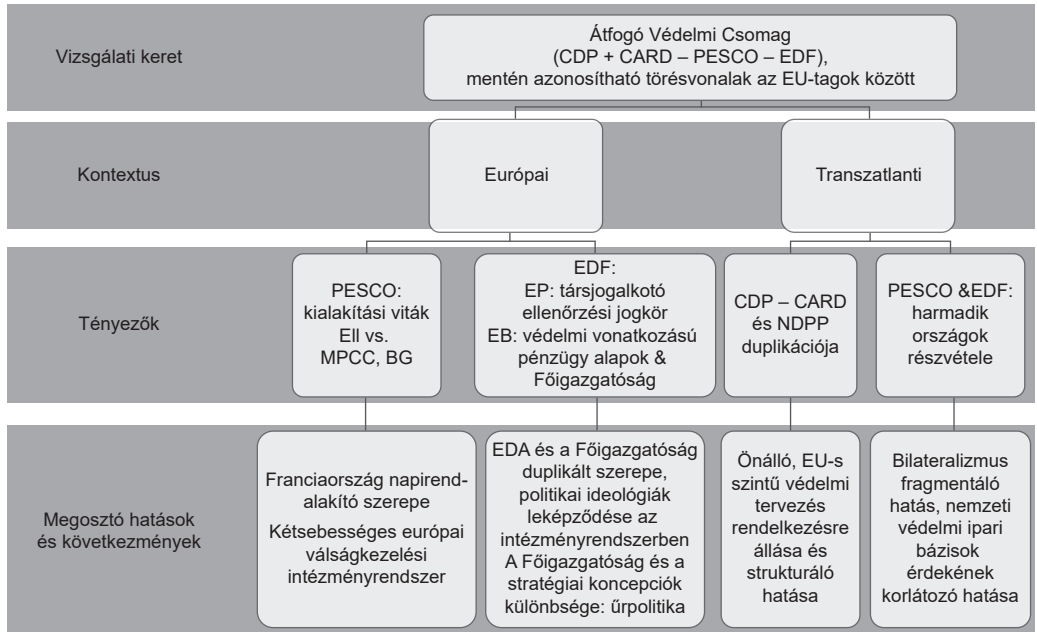 Vizsgálati keret
Átfogó Védelmi Csomag
(CDP + CARD – PESCO – EDF),
mentén azonosítható törésvonalak az EU-tagok között
Kontextus
Európai
Transzatlanti
Tényezők
PESCO:
kialakítási viták
EII vs.
MPCC, BG
EDF:
EP: társjogalkotó
ellenőrzési jogkör
EB: védelmi vonatkozású
pénzügy alapok &
Főigazgatóság
CDP – CARD
és NDPP
duplikációja
PESCO &EDF:
harmadik
országok
részvétele
Megosztó hatások
és következmények
Franciaország napirend-
alakító szerepe
Kétsebességes európai
válságkezelési
intézményrendszer
EDA és a Főigazgatóság
duplikált szerepe,
politikai ideológiák
leképződése az
intézményrendszerben
A Főigazgatóság és a
stratégiai koncepciók
különbsége: űrpolitika
Önálló, EU-s
szintű védelmi
tervezés
rendelkezésre
állása és
strukturáló
hatása
Bilateralizmus
fragmentáló
hatás, nemzeti
védelmi ipari
bázisok
érdekének
korlátozó hatása